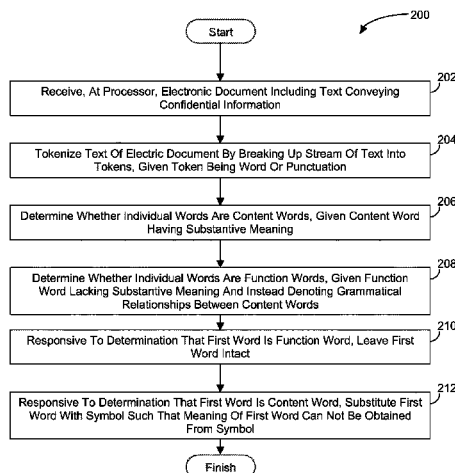 200
Start
202
Receive, At Processor, Electronic Document Including Text Conveying
Confidential Information
204
Tokenize Text Of Electric Document By Breaking Up Stream Of Text Into
Tokens, Given Token Being Word Or Punctuation
206
Determine Whether Individual Words Are Content Words, Given Content Word
Having Substantive Meaning
208
Determine Whether Individual Words Are Function Words, Given Function
Word Lacking Substantive Meaning And Instead Denoting Grammatical
Relationships Between Content Words
210
Responsive To Determination That First Word Is Function Word, Leave First
Word Intact
212
Responsive To Determination That First Word Is Content Word, Substitute First
Word With Symbol Such That Meaning Of First Word Can Not Be Obtained
From Symbol
Finish